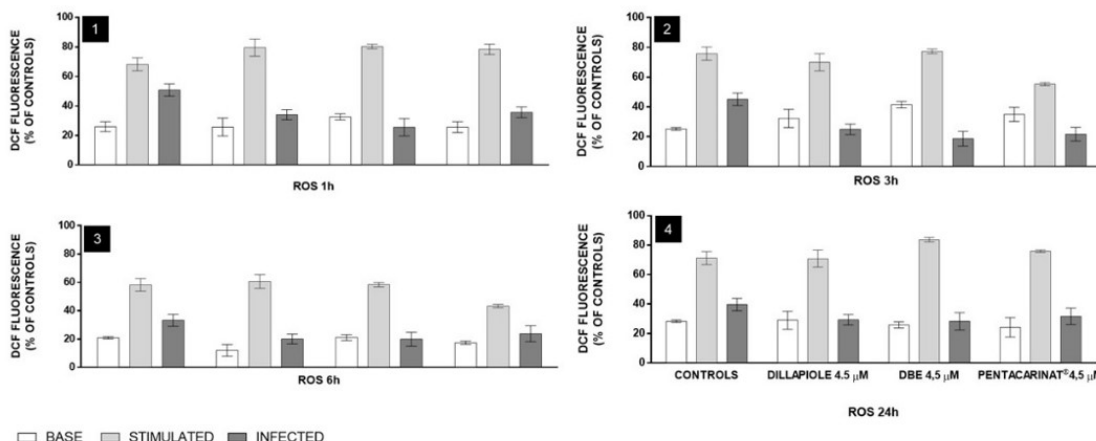 1
DCF FLUORESCENCE
(% OF CONTROLS)
100
80
60
40
20
0
ROS 1h
2
DCF FLUORESCENCE
(% OF CONTROLS)
100
80
60
40
20
0
ROS 3h
3
DCF FLUORESCENCE
(% OF CONTROLS)
100
80
60
40
20
0
ROS 6h
4
DCF FLUORESCENCE
(% OF CONTROLS)
100
80
60
40
20
0
CONTROLS DILLAPIOLE 4.5 µM DBE 4,5 µM PENTACARINAT® 4,5 µM
ROS 24h
BASE STIMULATED INFECTED